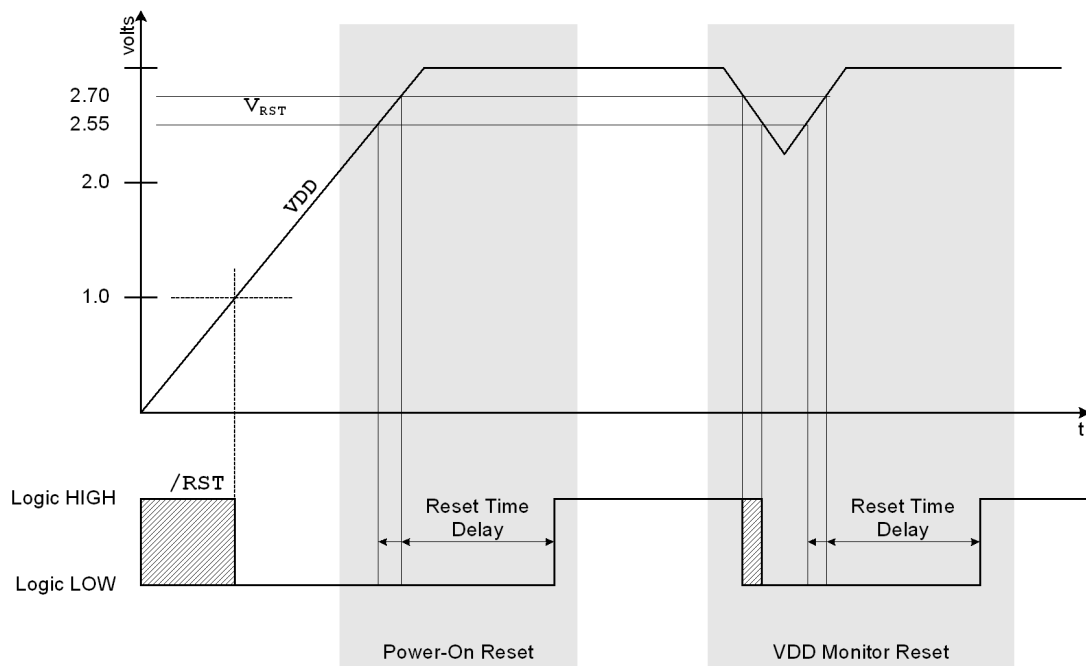 volts
2.70
V_RST
2.55
VDD
2.0
1.0
t
/RST
Logic HIGH
Reset Time
Delay
Reset Time
Delay
Logic LOW
Power-On Reset
VDD Monitor Reset